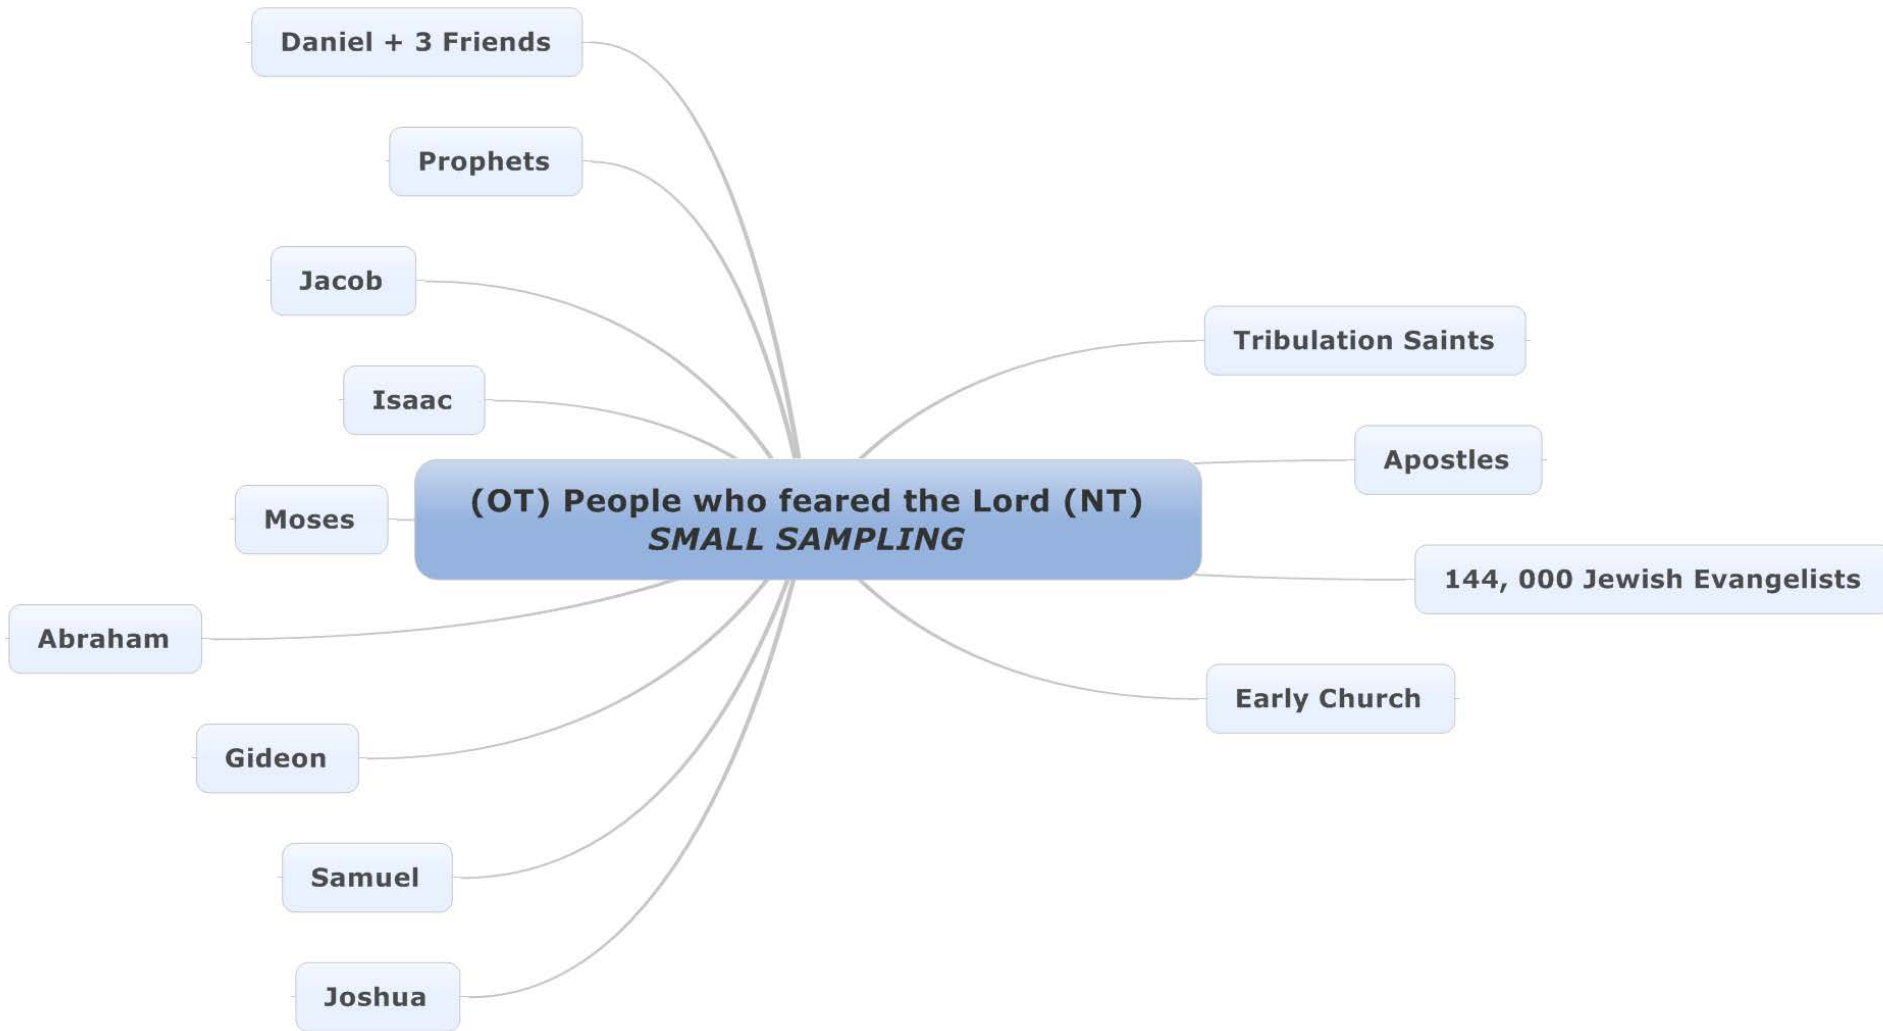 Daniel + 3 Friends
Prophets
Jacob
Isaac
Moses
Abraham
Gideon
Samuel
Joshua
(OT) People who feared the Lord (NT)
SMALL SAMPLING
Tribulation Saints
Apostles
144, 000 Jewish Evangelists
Early Church